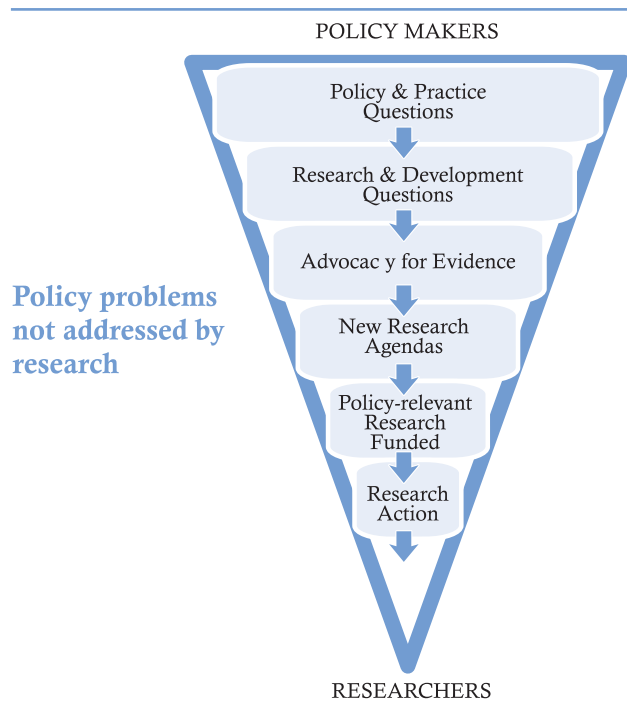 POLICY MAKERS
Policy & Practice
Questions
Research & Development
Questions
Advocac y for Evidence
Policy problems
not addressed by
research
New Research
Agendas
Policy-relevant
Research
Funded
Research
Action
RESEARCHERS